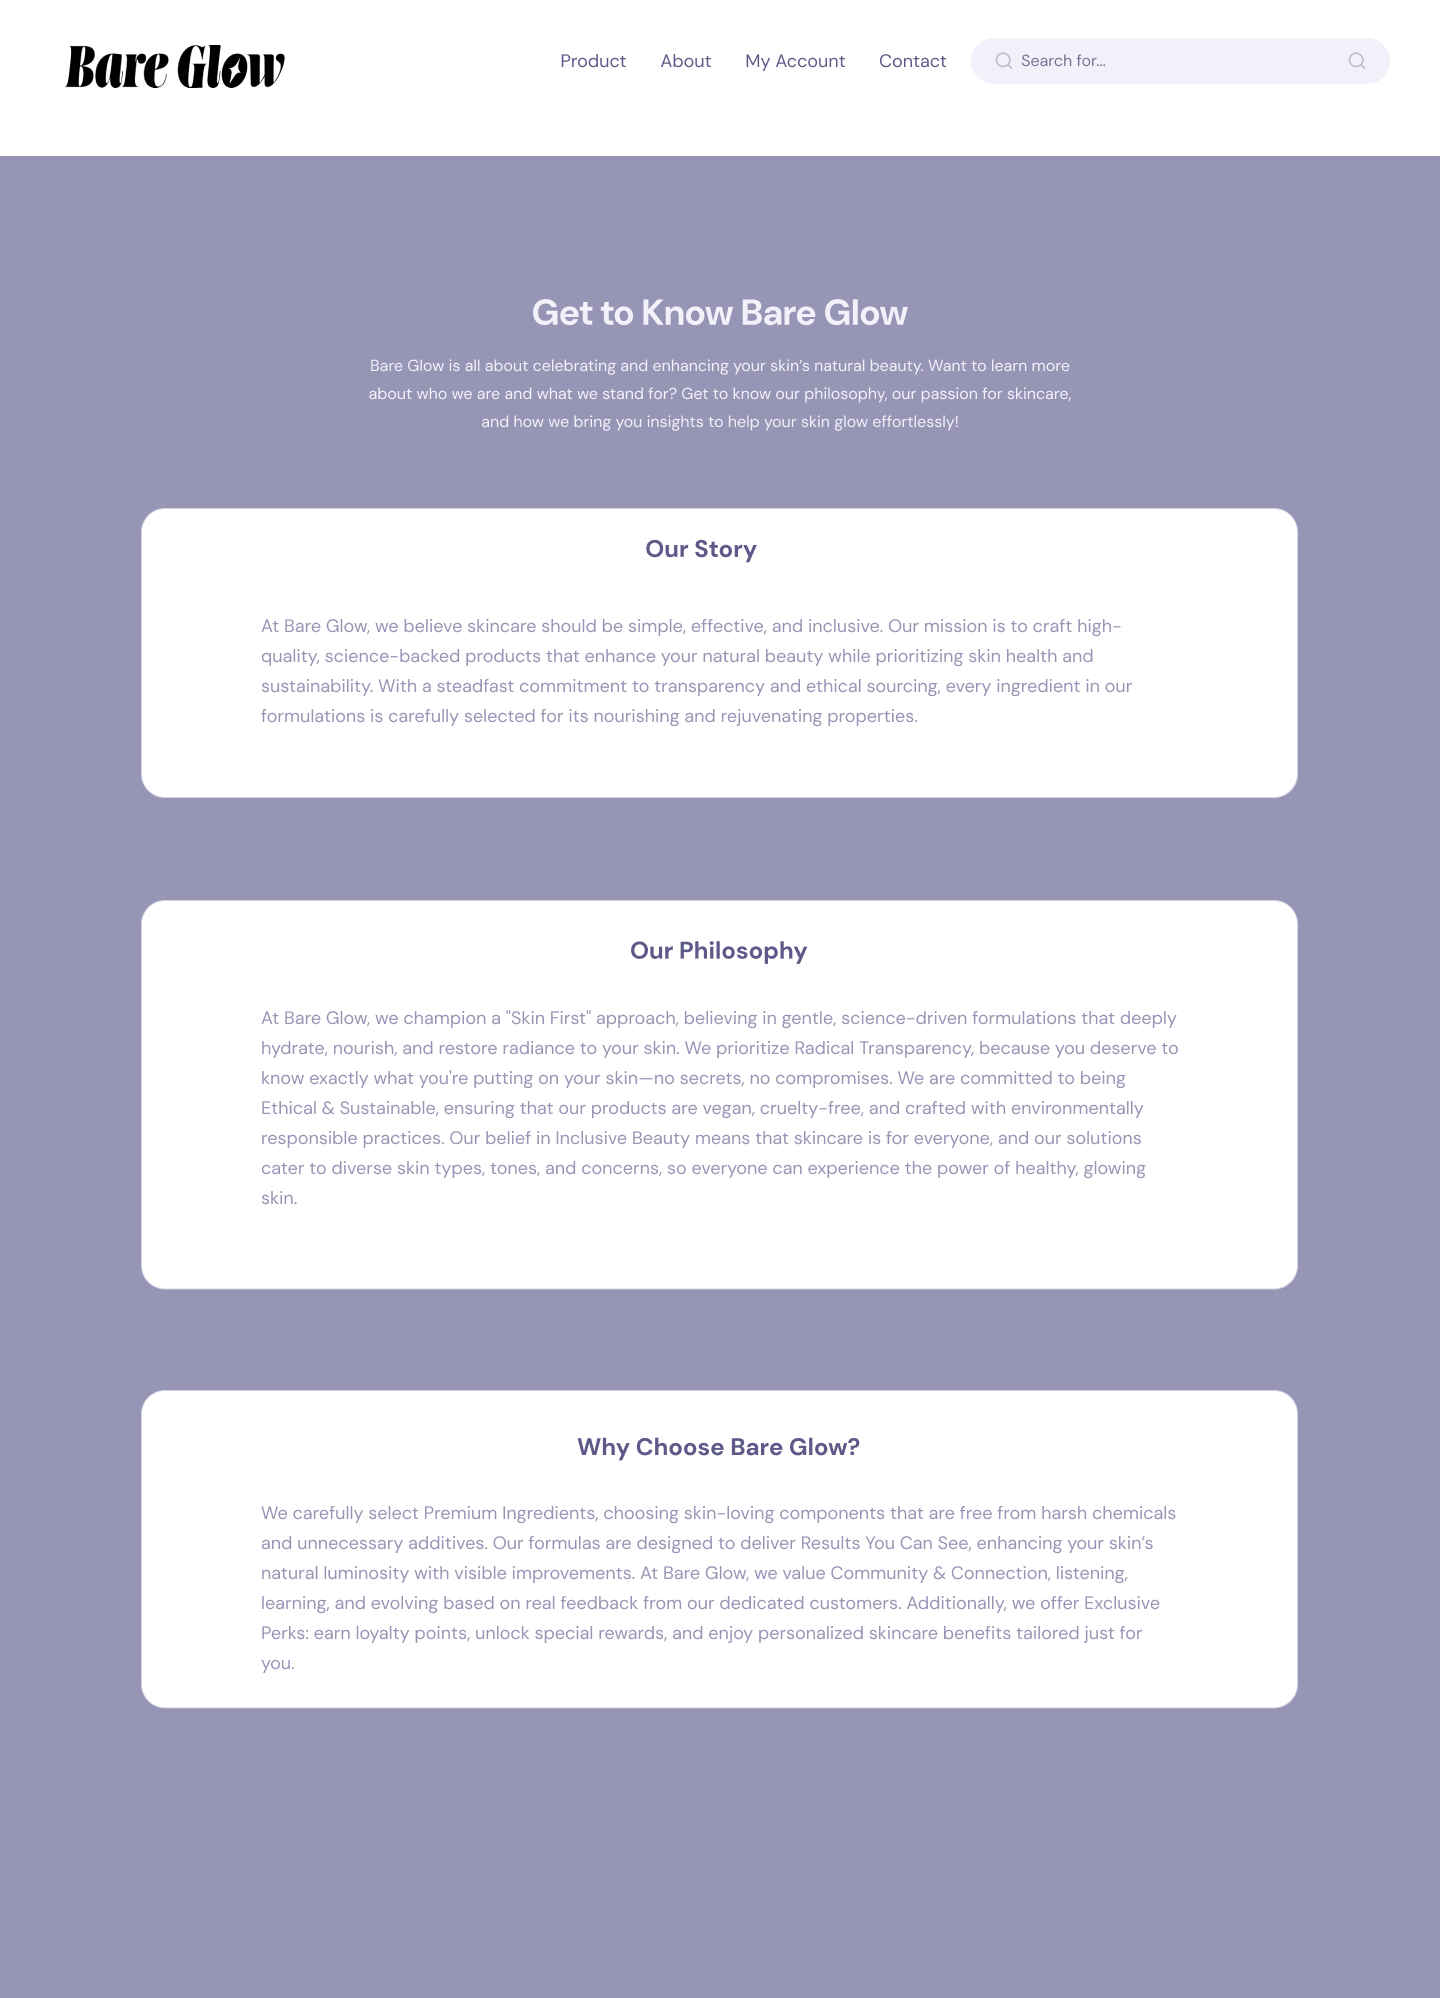 Bare Glow
Product
About
My Account
Contact
Search for...
Get to Know Bare Glow
Bare Glow is all about celebrating and enhancing your skin’s natural beauty. Want to learn more
about who we are and what we stand for? Get to know our philosophy, our passion for skincare,
and how we bring you insights to help your skin glow effortlessly!
Our Story
At Bare Glow, we believe skincare should be simple, effective, and inclusive. Our mission is to craft high-
quality, science-backed products that enhance your natural beauty while prioritizing skin health and
sustainability. With a steadfast commitment to transparency and ethical sourcing, every ingredient in our
formulations is carefully selected for its nourishing and rejuvenating properties.
Our Philosophy
At Bare Glow, we champion a "Skin First" approach, believing in gentle, science-driven formulations that deeply
hydrate, nourish, and restore radiance to your skin. We prioritize Radical Transparency, because you deserve to
know exactly what you're putting on your skin—no secrets, no compromises. We are committed to being
Ethical & Sustainable, ensuring that our products are vegan, cruelty-free, and crafted with environmentally
responsible practices. Our belief in Inclusive Beauty means that skincare is for everyone, and our solutions
cater to diverse skin types, tones, and concerns, so everyone can experience the power of healthy, glowing
skin.
Why Choose Bare Glow?
We carefully select Premium Ingredients, choosing skin-loving components that are free from harsh chemicals
and unnecessary additives. Our formulas are designed to deliver Results You Can See, enhancing your skin’s
natural luminosity with visible improvements. At Bare Glow, we value Community & Connection, listening,
learning, and evolving based on real feedback from our dedicated customers. Additionally, we offer Exclusive
Perks: earn loyalty points, unlock special rewards, and enjoy personalized skincare benefits tailored just for
you.